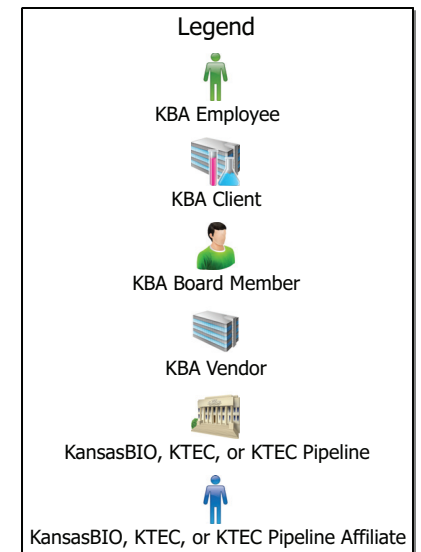 Legend
KBA Employee
KBA Client
KBA Board Member
KBA Vendor
KansasBIO, KTEC, or KTEC Pipeline
KansasBIO, KTEC, or KTEC Pipeline Affiliate